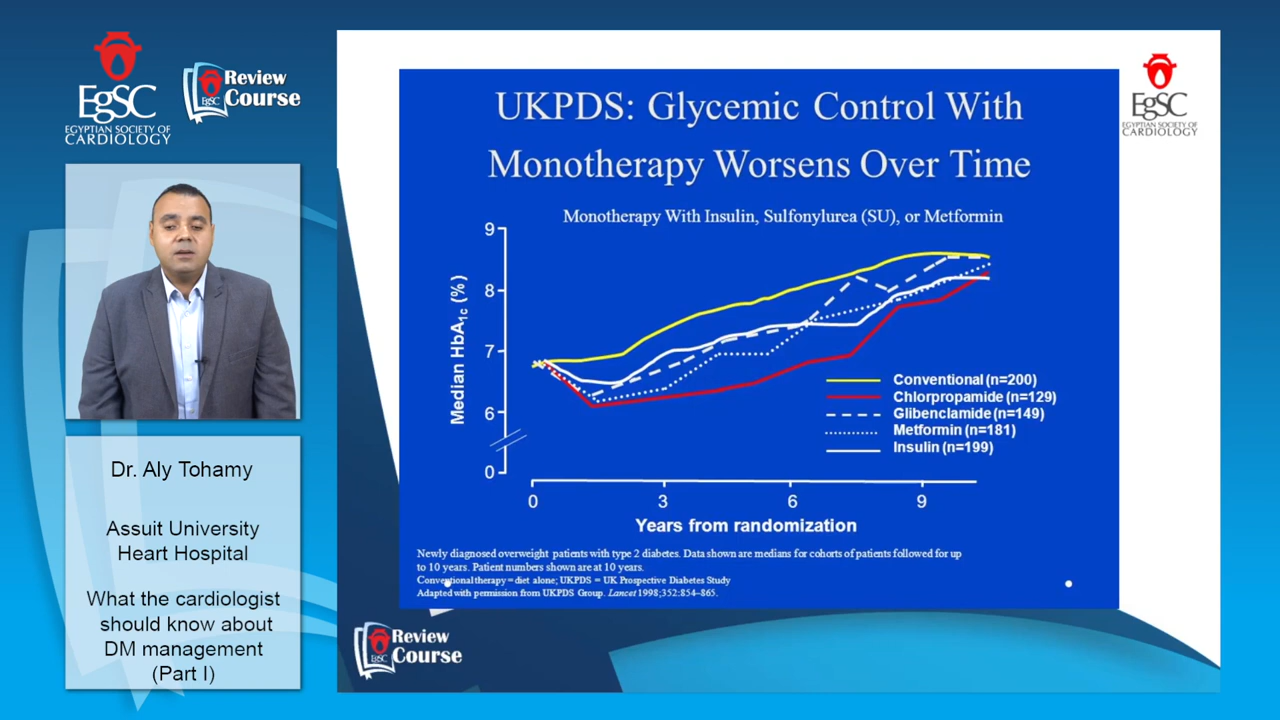 EgSC
EGYPTIAN SOCIETY OF
CARDIOLOGY
EgSC
Review
Course
Dr. Aly Tohamy
Assuit University
Heart Hospital
What the cardiologist
should know about
DM management
(Part I)
EgSC
EGYPTIAN SOCIETY OF
CARDIOLOGY
UKPDS: Glycemic Control With
Monotherapy Worsens Over Time
Monotherapy With Insulin, Sulfonylurea (SU), or Metformin
Median HbA1c (%)
9
8
7
6
0
Conventional (n=200)
Chlorpropamide (n=129)
Glibenclamide (n=149)
Metformin (n=181)
Insulin (n=199)
0 3 6 9
Years from randomization
Newly diagnosed overweight patients with type 2 diabetes. Data shown are medians for cohorts of patients followed for up
to 10 years. Patient numbers shown are at 10 years.
Conventional therapy = diet alone; UKPDS = UK Prospective Diabetes Study
Adapted with permission from UKPDS Group. Lancet 1998;352:854–865.
EgSC
Review
Course